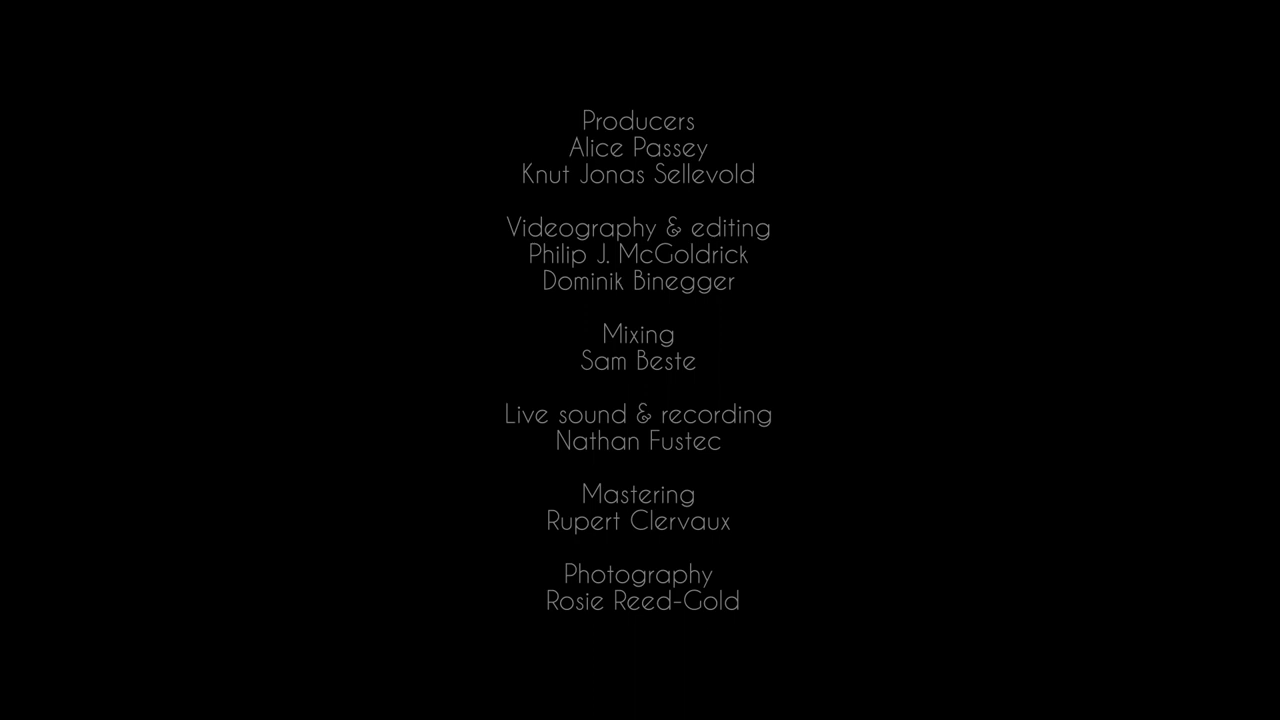 Producers
Alice Passey
Knut Jonas Sellevold
Videography & editing
Philip J. McGoldrick
Dominik Binegger
Mixing
Sam Beste
Live sound & recording
Nathan Fustec
Mastering
Rupert Clervaux
Photography
Rosie Reed-Gold